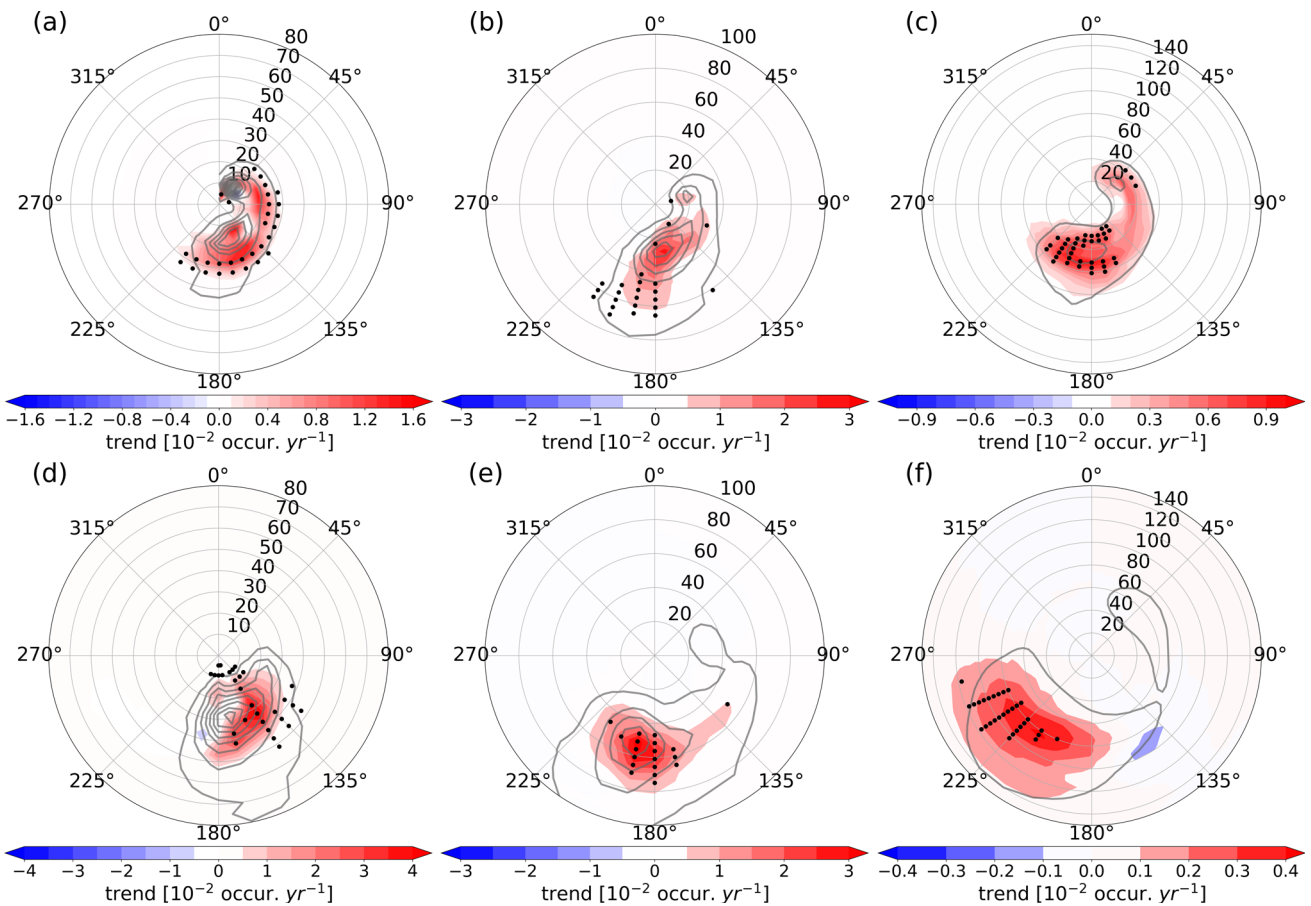 (a) 0° 80 (b) 0° 100 (c) 0° 140
315° 70 45° 315° 80 45° 315° 120 45°
60 60 100
50 80
40 40 60
30 40
20 20 20
10
270° 90° 270° 90° 270° 90°
225° 135° 225° 135° 225° 135°
180° 180° 180°
−1.6 −1.2 −0.8 −0.4 0.0 0.4 0.8 1.2 1.6 −3 −2 −1 0 1 2 3 −0.9 −0.6 −0.3 0.0 0.3 0.6 0.9
trend [10⁻² occur. yr⁻¹] trend [10⁻² occur. yr⁻¹] trend [10⁻² occur. yr⁻¹]
(d) 0° 80 (e) 0° 100 (f) 0° 140
315° 70 45° 315° 80 45° 315° 120 45°
60 60 100
50 80
40 40 60
30 40
20 20 20
10
270° 90° 270° 90° 270° 90°
225° 135° 225° 135° 225° 135°
180° 180° 180°
−4 −3 −2 −1 0 1 2 3 4 −3 −2 −1 0 1 2 3 −0.4 −0.3 −0.2 −0.1 0.0 0.1 0.2 0.3 0.4
trend [10⁻² occur. yr⁻¹] trend [10⁻² occur. yr⁻¹] trend [10⁻² occur. yr⁻¹]